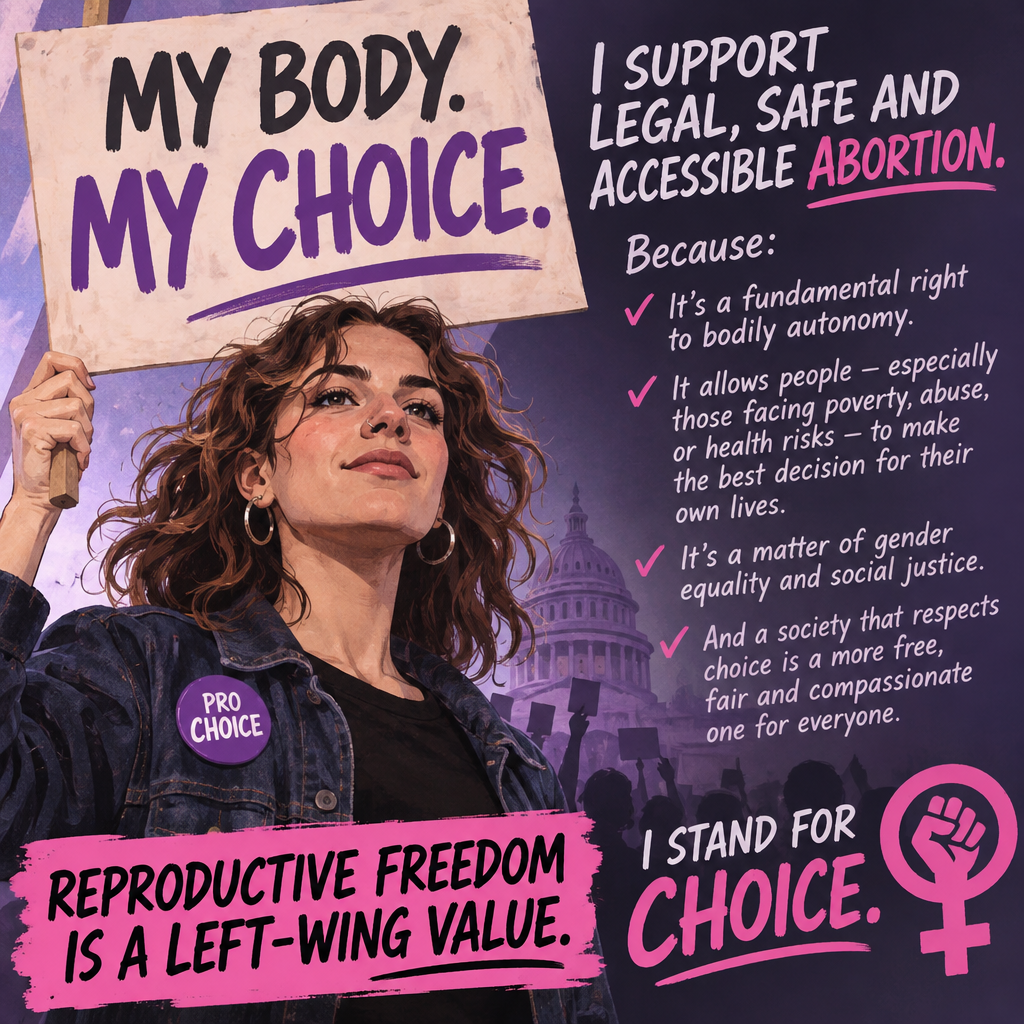 MY BODY.
MY CHOICE.
I SUPPORT
LEGAL, SAFE AND
ACCESSIBLE ABORTION.
Because:
It's a fundamental right
to bodily autonomy.
It allows people – especially
those facing poverty, abuse,
or health risks – to make
the best decision for their
own lives.
It's a matter of gender
equality and social justice.
And a society that respects
choice is a more free,
fair and compassionate
one for everyone.
PRO
CHOICE
REPRODUCTIVE FREEDOM
IS A LEFT-WING VALUE.
I STAND FOR
CHOICE.